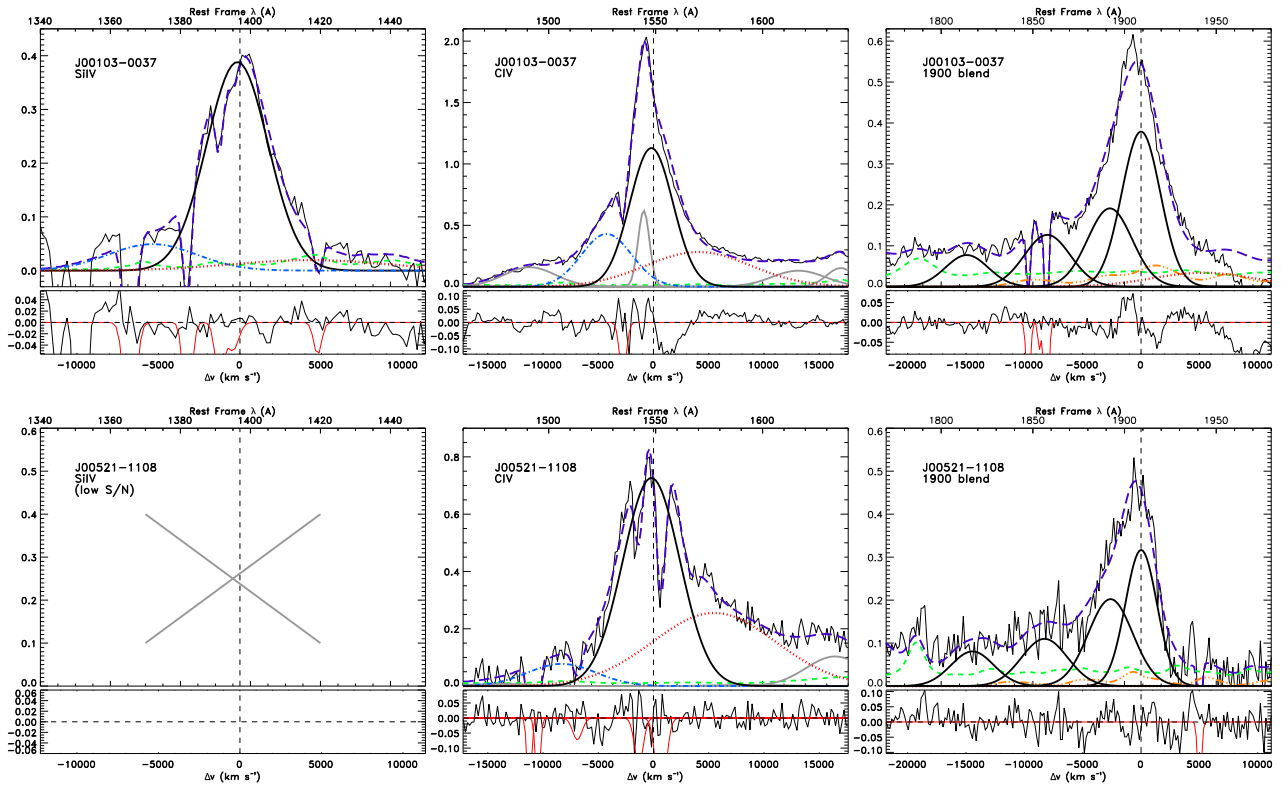 Rest Frame λ (A)
1340 1360 1380 1400 1420 1440
J00103-0037
SiIV
0.4
0.3
0.2
0.1
0.0
0.04
0.02
0.00
-0.02
-0.04
-10000 -5000 0 5000 10000
Δv (km s⁻¹)
Rest Frame λ (A)
1500 1550 1600
J00103-0037
CIV
2.0
1.5
1.0
0.5
0.0
0.10
0.05
0.00
-0.05
-0.10
-15000 -10000 -5000 0 5000 10000 15000
Δv (km s⁻¹)
Rest Frame λ (A)
1800 1850 1900 1950
J00103-0037
1900 blend
0.6
0.5
0.4
0.3
0.2
0.1
0.00
0.05
0.00
-0.05
-20000 -15000 -10000 -5000 0 5000 10000
Δv (km s⁻¹)
Rest Frame λ (A)
1340 1360 1380 1400 1420 1440
J00521-1108
SiIV
(low S/N)
0.6
0.5
0.4
0.3
0.2
0.1
0.0
0.06
0.04
0.02
0.00
-0.02
-0.04
-0.06
-10000 -5000 0 5000 10000
Δv (km s⁻¹)
Rest Frame λ (A)
1500 1550 1600
J00521-1108
CIV
0.8
0.6
0.4
0.2
0.0
0.05
0.00
-0.05
-0.10
-15000 -10000 -5000 0 5000 10000 15000
Δv (km s⁻¹)
Rest Frame λ (A)
1800 1850 1900 1950
J00521-1108
1900 blend
0.6
0.5
0.4
0.3
0.2
0.1
0.0
0.10
0.05
0.00
-0.05
-0.10
-20000 -15000 -10000 -5000 0 5000 10000
Δv (km s⁻¹)